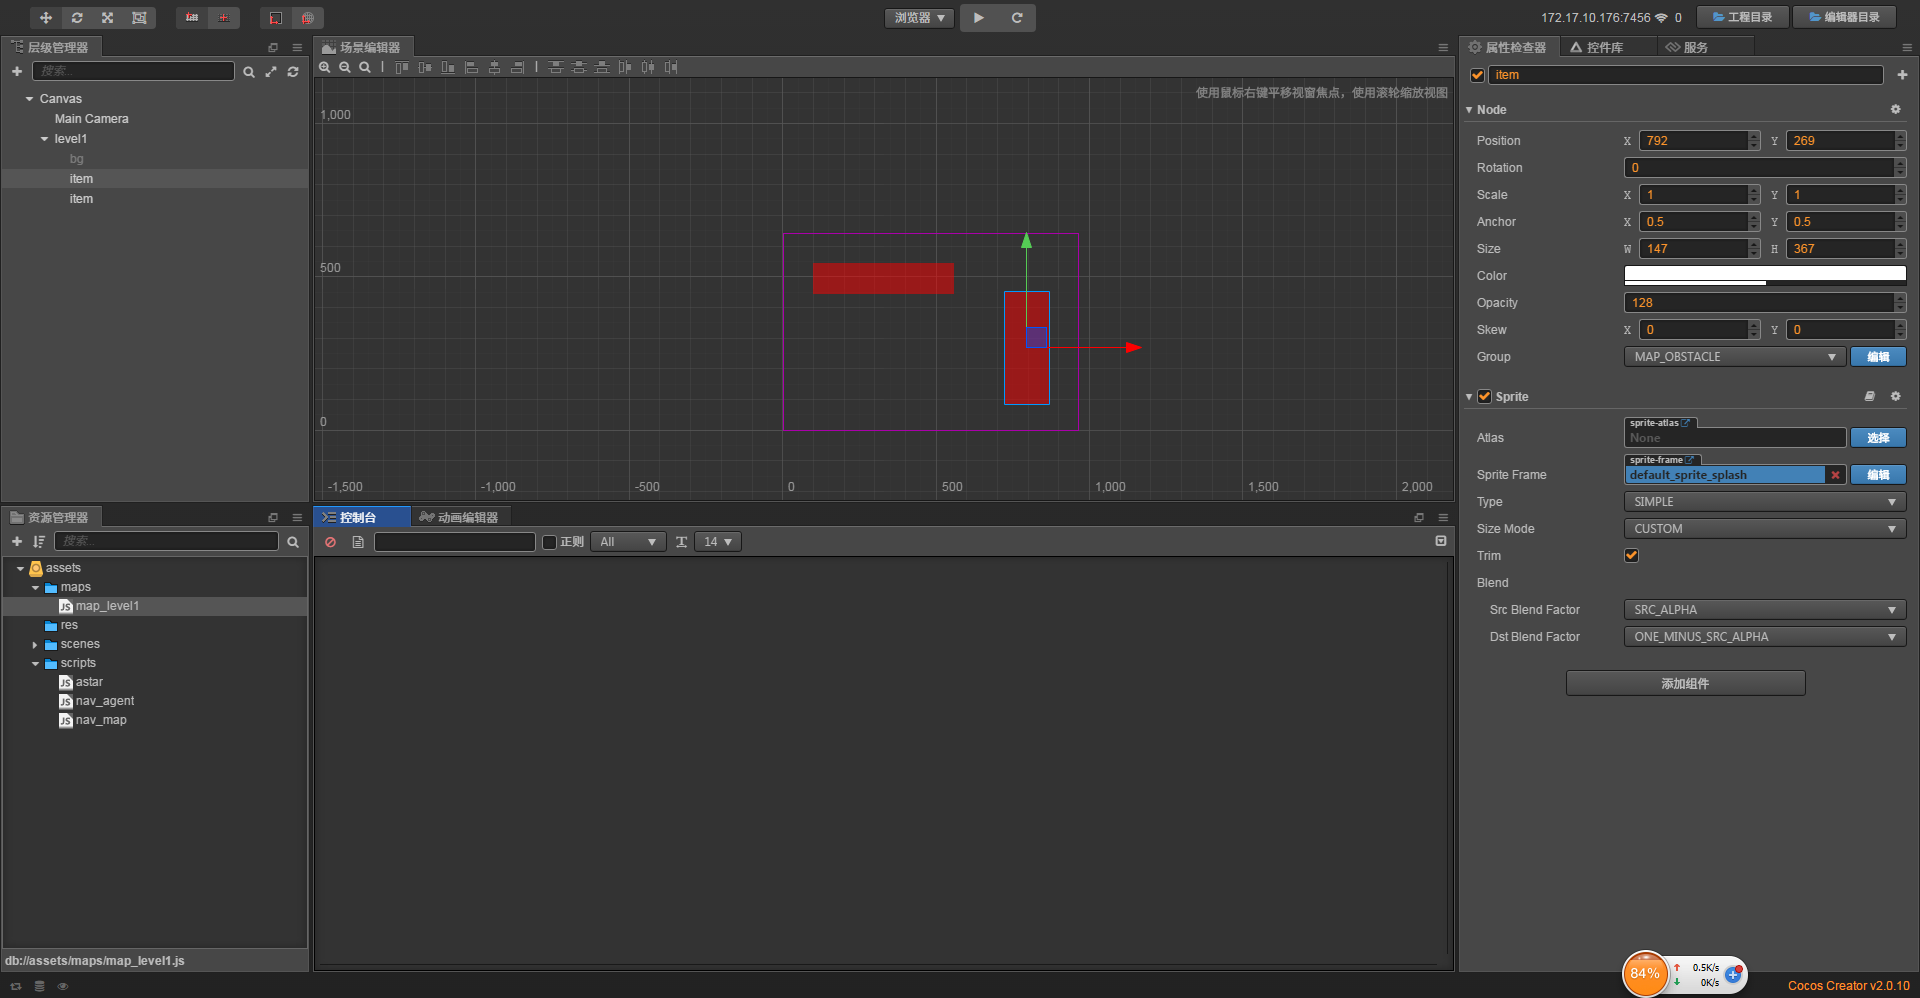 浏览器
172.17.10.176:7456 0
工程目录
编辑器目录
层级管理器
搜索...
Canvas
Main Camera
level1
bg
item
item
场景编辑器
使用鼠标右键平移视窗焦点，使用滚轮缩放视图
1,000
500
0
-1,500
-1,000
-500
0
500
1,000
1,500
2,000
资源管理器
搜索...
assets
maps
map_level1
res
scenes
scripts
astar
nav_agent
nav_map
db://assets/maps/map_level1.js
控制台
动画编辑器
正则
All
14
属性检查器
控件库
服务
item
Node
Position X 792 Y 269
Rotation 0
Scale X 1 Y 1
Anchor X 0.5 Y 0.5
Size W 147 H 367
Color
Opacity 128
Skew X 0 Y 0
Group MAP_OBSTACLE 编辑
Sprite
sprite-atlas
Atlas None 选择
sprite-frame
Sprite Frame default_sprite_splash 编辑
Type SIMPLE
Size Mode CUSTOM
Trim
Blend
Src Blend Factor SRC_ALPHA
Dst Blend Factor ONE_MINUS_SRC_ALPHA
添加组件
84%
0.5K/s
0K/s
Cocos Creator v2.0.10